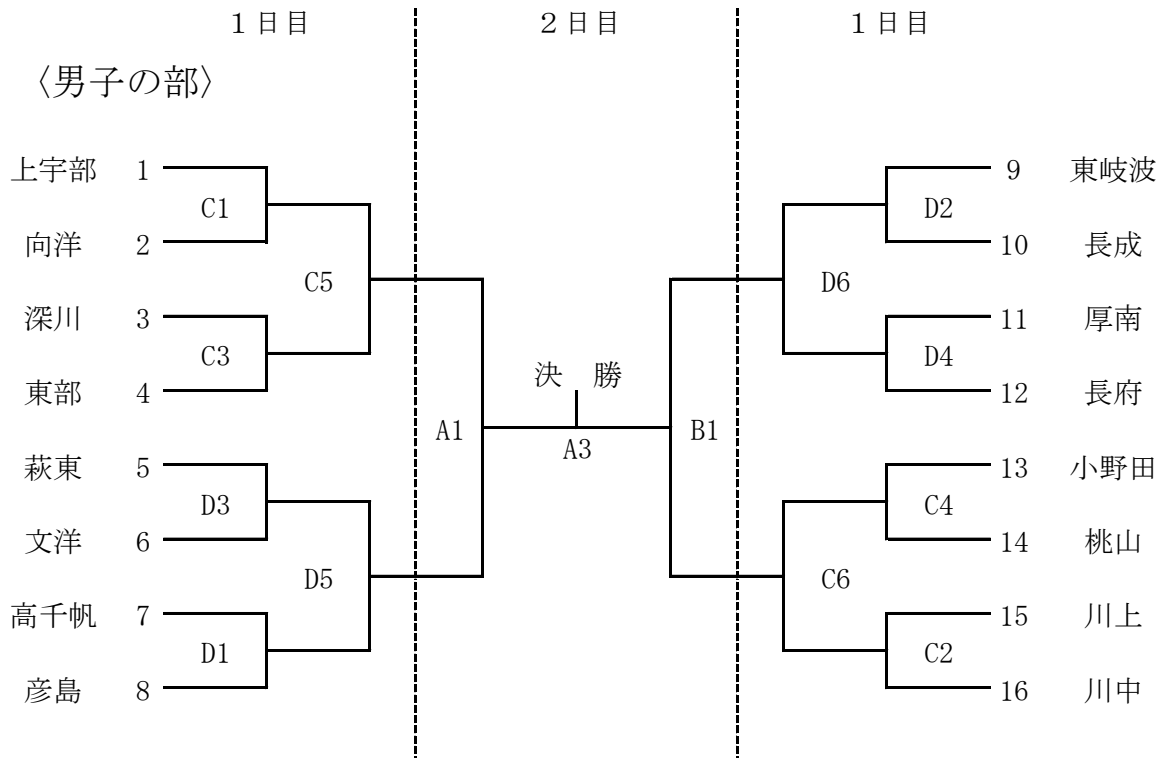 １日目 ２日目 １日目
〈男子の部〉
上宇部 1 9 東岐波
C1 D2
向洋 2 10 長成
C5 D6
深川 3 11 厚南
C3 D4
東部 4 決 勝 12 長府
A1 A3 B1
萩東 5 13 小野田
D3 C4
文洋 6 14 桃山
D5 C6
高千帆 7 15 川上
D1 C2
彦島 8 16 川中